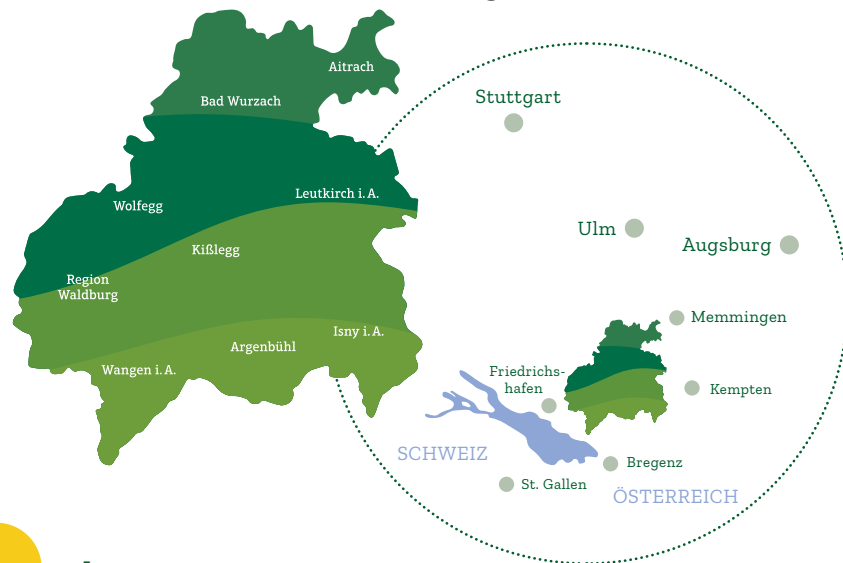 Aitrach
Bad Wurzach
Wolfegg
Leutkirch i. A.
Kißlegg
Region
Waldburg
Isny i. A.
Argenbühl
Wangen i. A.
Stuttgart
Ulm
Augsburg
Memmingen
Friedrichs-
hafen
Kempten
SCHWEIZ
Bregenz
St. Gallen
ÖSTERREICH